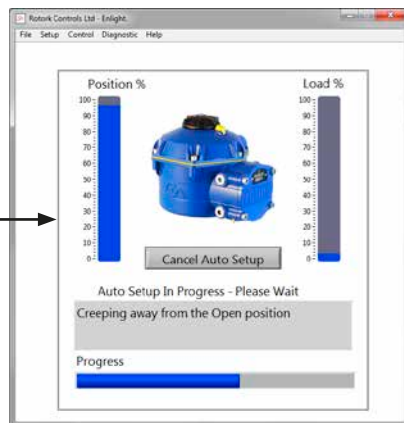 Rotork Controls Ltd - Enlight.
File Setup Control Diagnostic Help
Position %
Load %
100
90
80
70
60
50
40
30
20
10
0
100
90
80
70
60
50
40
30
20
10
0
Cancel Auto Setup
Auto Setup In Progress - Please Wait
Creeping away from the Open position
Progress